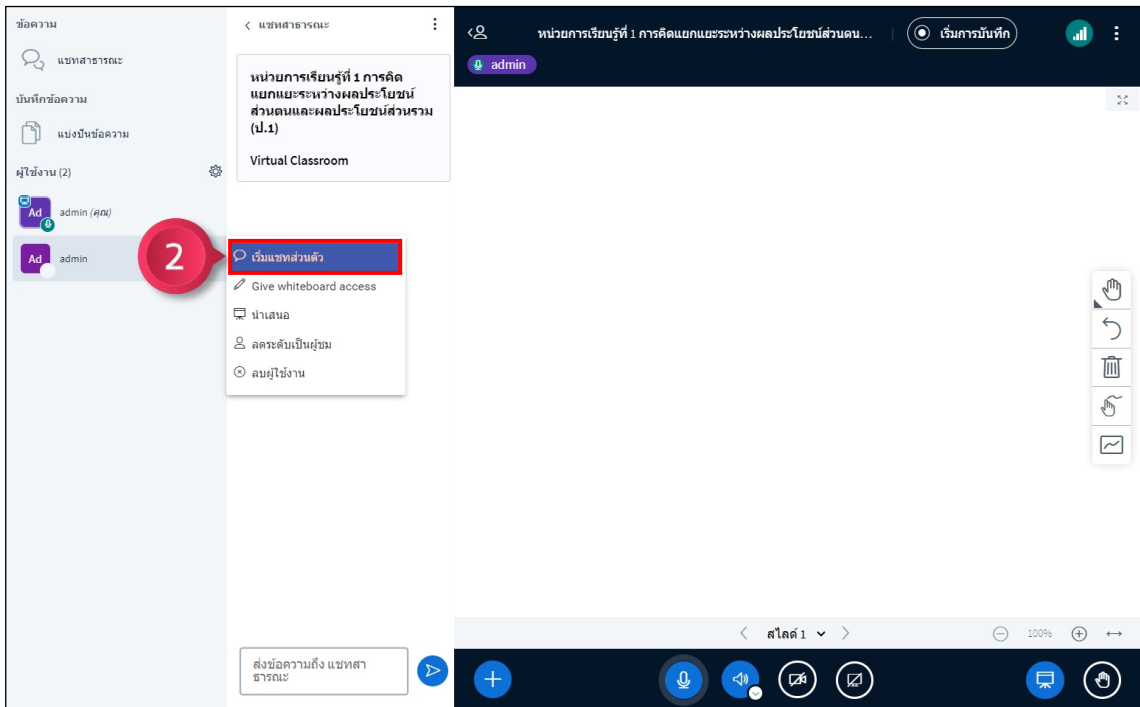 ข้อความ
แชทสาธารณะ
บันทึกข้อความ
แบ่งปันข้อความ
ผู้ใช้งาน (2)
Ad
admin (คุณ)
Ad
admin
2
แชทสาธารณะ
หน่วยการเรียนรู้ที่ 1 การคิด
แยกแยะระหว่างผลประโยชน์
ส่วนตนและผลประโยชน์ส่วนรวม
(ป.1)
Virtual Classroom
เริ่มแชทส่วนตัว
Give whiteboard access
นำเสนอ
ลดระดับเป็นผู้ชม
ลบผู้ใช้งาน
ส่งข้อความถึง แชทสา
ธารณะ
หน่วยการเรียนรู้ที่ 1 การคิดแยกแยะระหว่างผลประโยชน์ส่วนตน...
เริ่มการบันทึก
admin
สไลด์ 1
100%